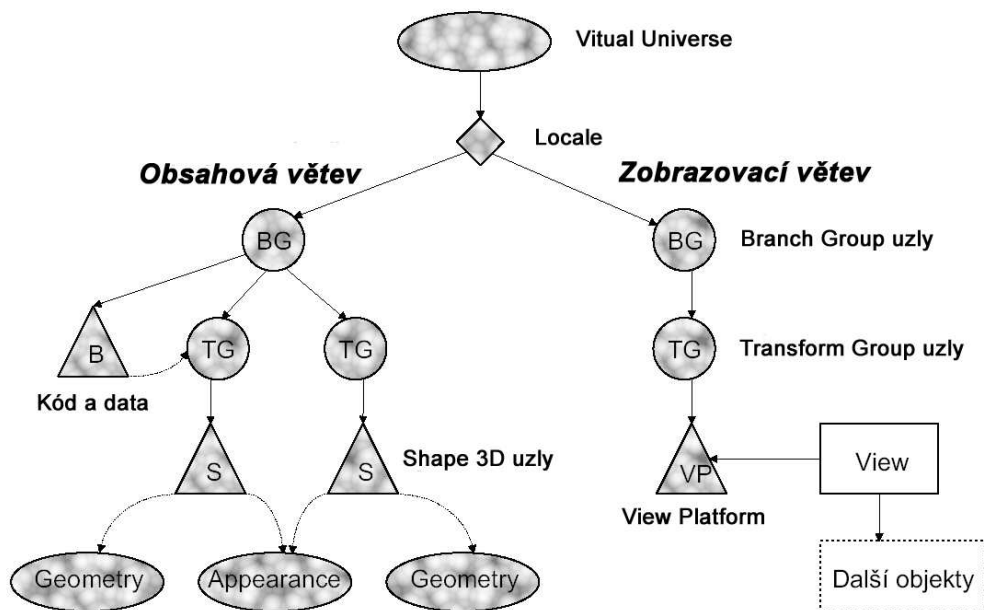 Vitual Universe
Locale
Obsahová větev
Zobrazovací větev
BG
BG
Branch Group uzly
B
TG
TG
TG
Transform Group uzly
Kód a data
S
S
Shape 3D uzly
VP
View
View Platform
Geometry
Appearance
Geometry
Další objekty